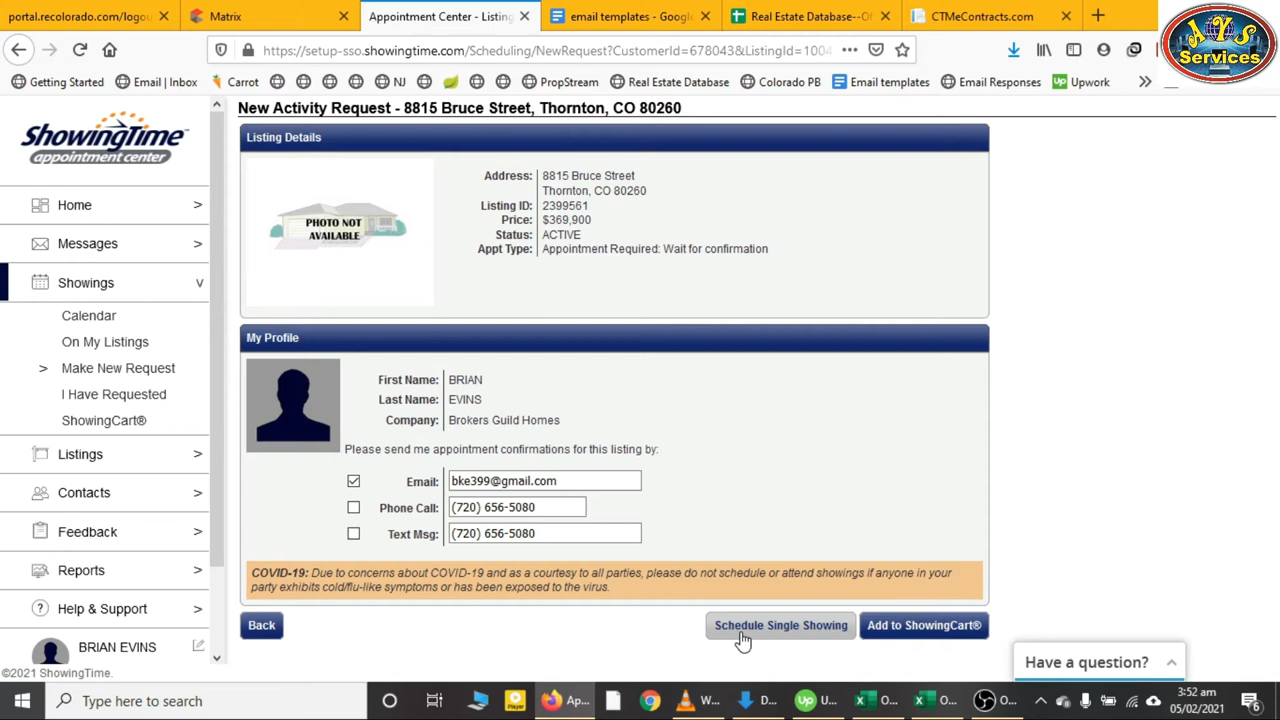 portal.recolorado.com/logou
Matrix
Appointment Center - Listing
email templates - Google
Real Estate Database--Of
CTMeContracts.com
https://setup-sso.showingtime.com/Scheduling/NewRequest?CustomerId=678043&ListingId=1004
AYS
Services
Getting Started
Email | Inbox
Carrot
NJ
PropStream
Real Estate Database
Colorado PB
Email templates
Email Responses
Upwork
ShowingTime
appointment center
Home >
Messages >
Showings v
Calendar
On My Listings
> Make New Request
I Have Requested
ShowingCart®
Listings >
Contacts >
Feedback >
Reports >
Help & Support >
BRIAN EVINS
©2021 ShowingTime.
New Activity Request - 8815 Bruce Street, Thornton, CO 80260
Listing Details
PHOTO NOT
AVAILABLE
Address: 8815 Bruce Street
Thornton, CO 80260
Listing ID: 2399561
Price: $369,900
Status: ACTIVE
Appt Type: Appointment Required: Wait for confirmation
My Profile
First Name: BRIAN
Last Name: EVINS
Company: Brokers Guild Homes
Please send me appointment confirmations for this listing by:
Email: bke399@gmail.com
Phone Call: (720) 656-5080
Text Msg: (720) 656-5080
COVID-19: Due to concerns about COVID-19 and as a courtesy to all parties, please do not schedule or attend showings if anyone in your
party exhibits cold/flu-like symptoms or has been exposed to the virus.
Back
Schedule Single Showing
Add to ShowingCart®
Have a question?
Type here to search
Ap...
W...
D...
U...
O...
O...
O...
3:52 am
05/02/2021
6